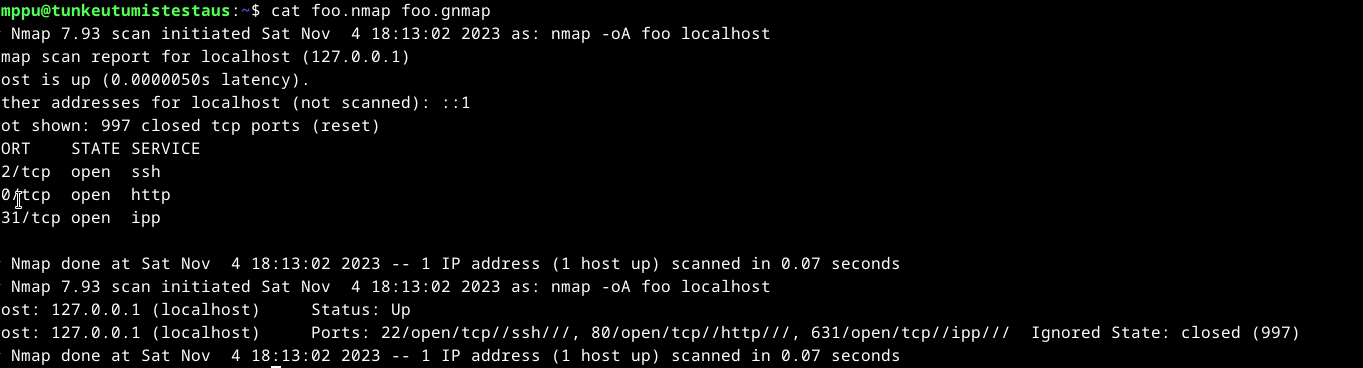 mppu@tunkeutumistestaus:~$ cat foo.nmap foo.gnmap
Nmap 7.93 scan initiated Sat Nov  4 18:13:02 2023 as: nmap -oA foo localhost
map scan report for localhost (127.0.0.1)
ost is up (0.0000050s latency).
ther addresses for localhost (not scanned): ::1
ot shown: 997 closed tcp ports (reset)
ORT    STATE SERVICE
2/tcp  open  ssh
0/tcp  open  http
31/tcp open  ipp
Nmap done at Sat Nov  4 18:13:02 2023 -- 1 IP address (1 host up) scanned in 0.07 seconds
Nmap 7.93 scan initiated Sat Nov  4 18:13:02 2023 as: nmap -oA foo localhost
ost: 127.0.0.1 (localhost)     Status: Up
ost: 127.0.0.1 (localhost)     Ports: 22/open/tcp//ssh///, 80/open/tcp//http///, 631/open/tcp//ipp///  Ignored State: closed (997)
Nmap done at Sat Nov  4 18:13:02 2023 -- 1 IP address (1 host up) scanned in 0.07 seconds